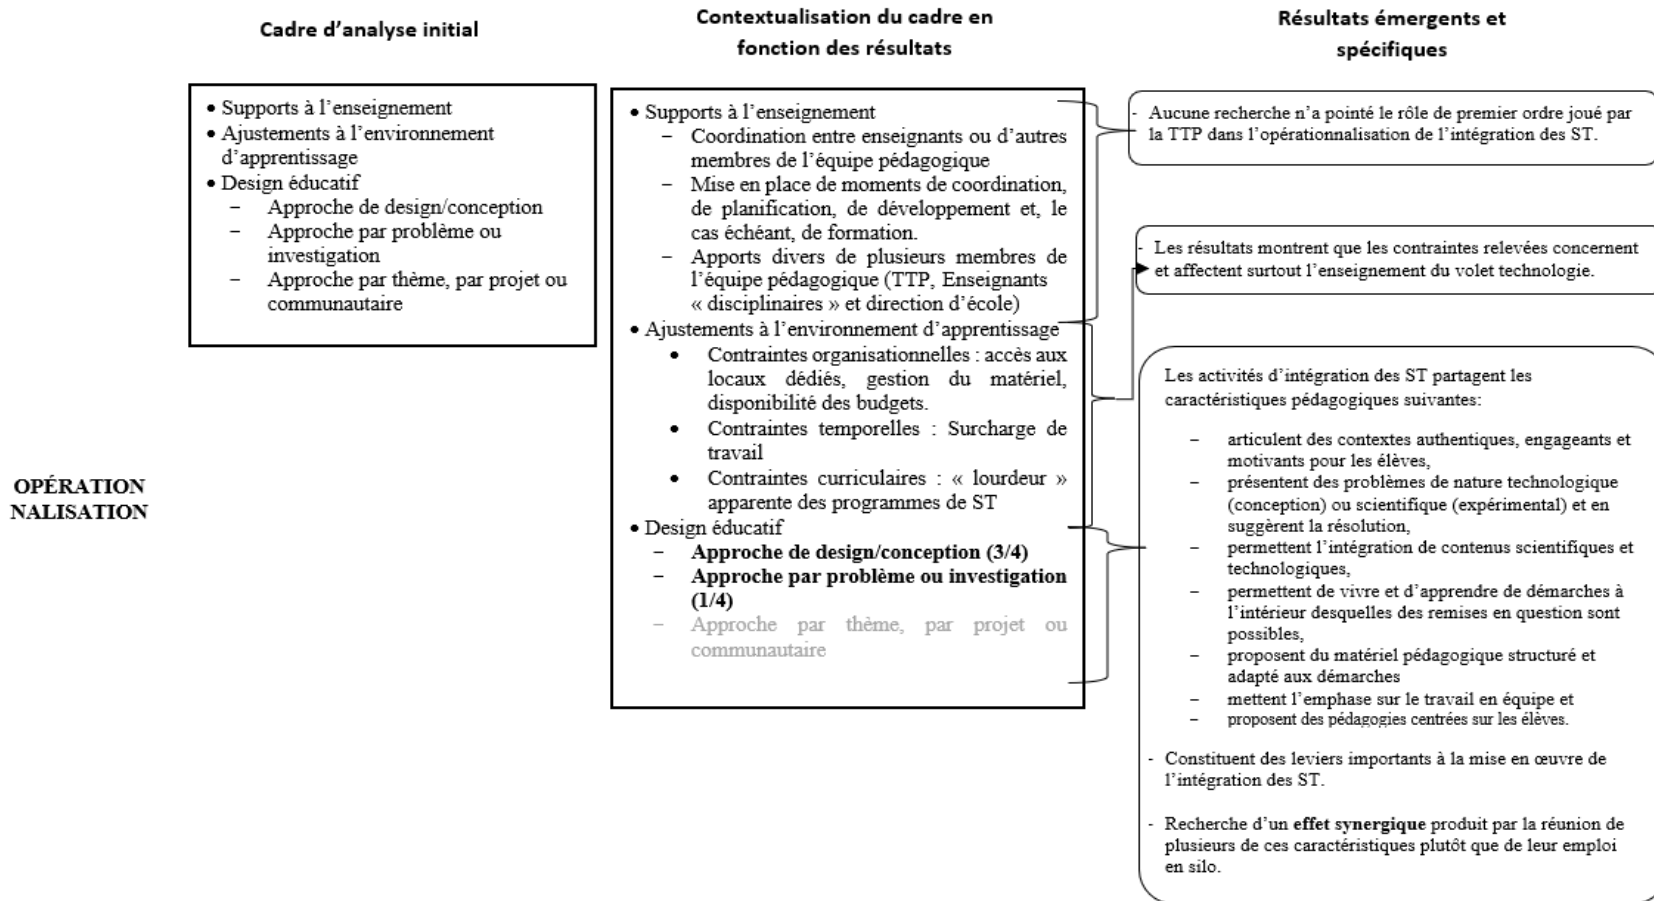 Cadre d’analyse initial
Contextualisation du cadre en
fonction des résultats
Résultats émergents et
spécifiques
OPÉRATION
NALISATION
• Supports à l’enseignement
• Ajustements à l’environnement
d’apprentissage
• Design éducatif
– Approche de design/conception
– Approche par problème ou
investigation
– Approche par thème, par projet ou
communautaire
• Supports à l’enseignement
– Coordination entre enseignants ou d’autres
membres de l’équipe pédagogique
– Mise en place de moments de coordination,
de planification, de développement et, le
cas échéant, de formation.
– Apports divers de plusieurs membres de
l’équipe pédagogique (TTP, Enseignants
« disciplinaires » et direction d’école)
• Ajustements à l’environnement d’apprentissage
• Contraintes organisationnelles : accès aux
locaux dédiés, gestion du matériel,
disponibilité des budgets.
• Contraintes temporelles : Surcharge de
travail
• Contraintes curriculaires : « lourdeur »
apparente des programmes de ST
• Design éducatif
– Approche de design/conception (3/4)
– Approche par problème ou investigation
(1/4)
– Approche par thème, par projet ou
communautaire
- Aucune recherche n’a pointé le rôle de premier ordre joué par
la TTP dans l’opérationnalisation de l’intégration des ST.
- Les résultats montrent que les contraintes relevées concernent
et affectent surtout l’enseignement du volet technologie.
Les activités d’intégration des ST partagent les
caractéristiques pédagogiques suivantes:
– articulent des contextes authentiques, engageants et
motivants pour les élèves,
– présentent des problèmes de nature technologique
(conception) ou scientifique (expérimental) et en
suggèrent la résolution,
– permettent l’intégration de contenus scientifiques et
technologiques,
– permettent de vivre et d’apprendre de démarches à
l’intérieur desquelles des remises en question sont
possibles,
– proposent du matériel pédagogique structuré et
adapté aux démarches
– mettent l’emphase sur le travail en équipe et
– proposent des pédagogies centrées sur les élèves.
- Constituent des leviers importants à la mise en œuvre de
l’intégration des ST.
- Recherche d’un effet synergique produit par la réunion de
plusieurs de ces caractéristiques plutôt que de leur emploi
en silo.